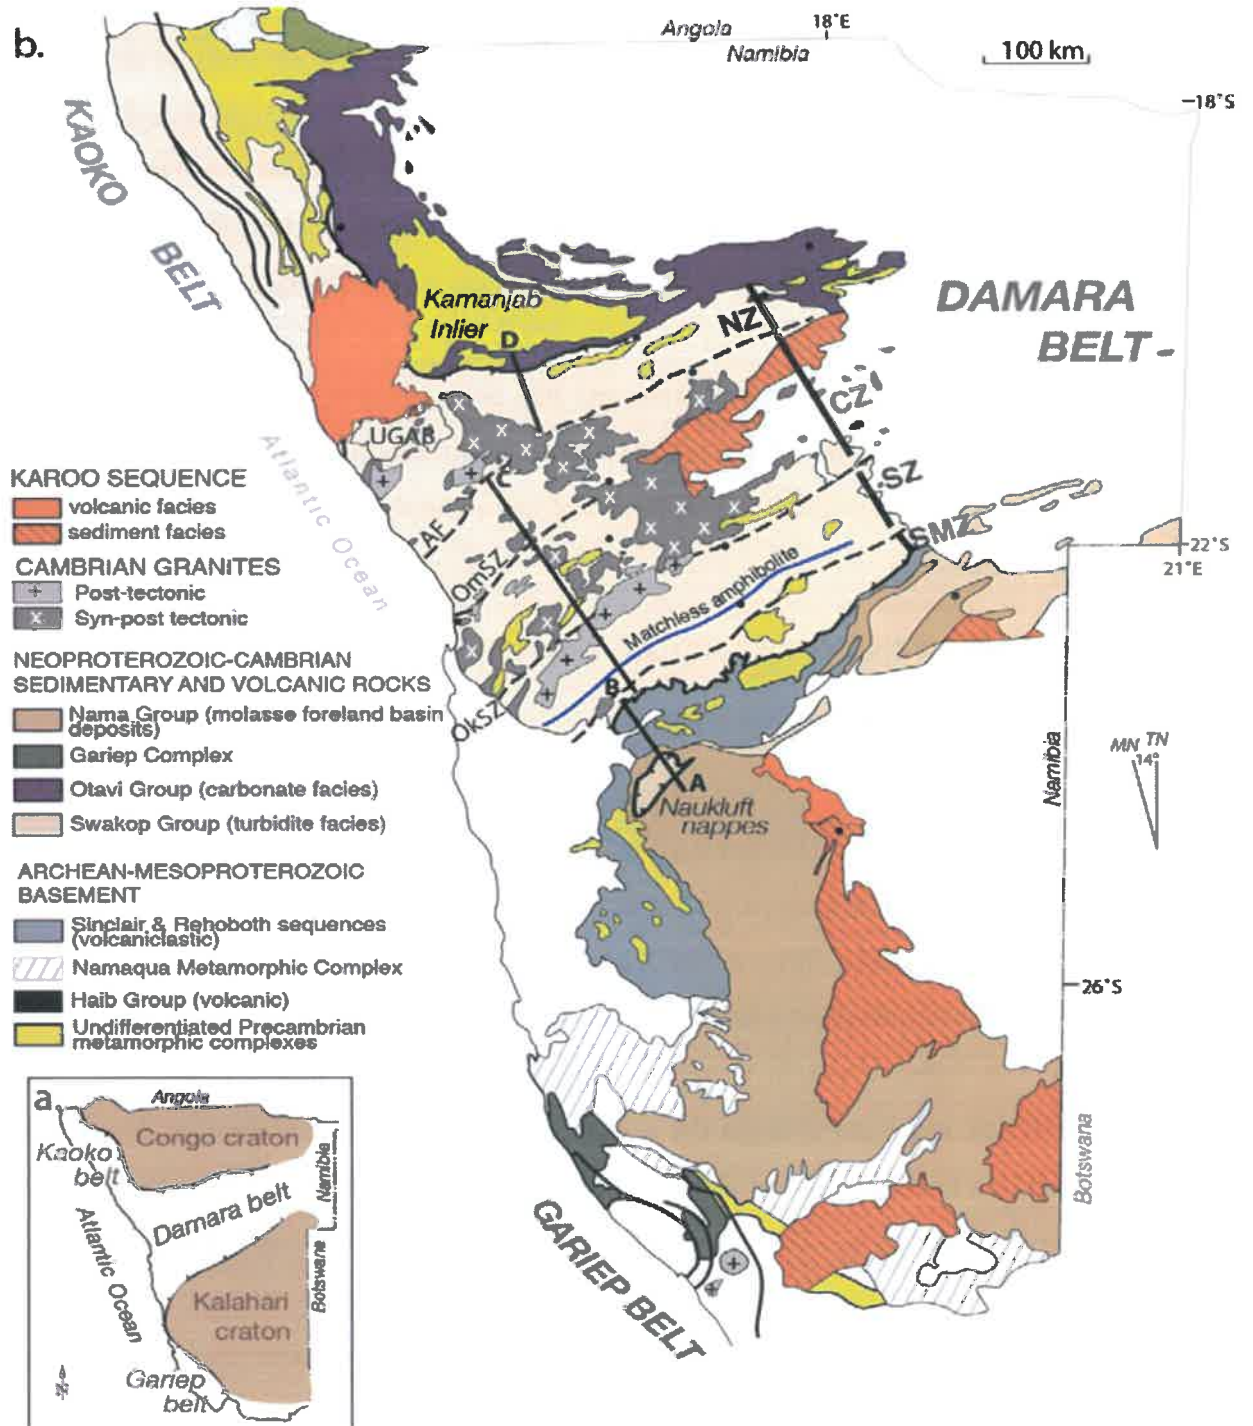 b.
Angola
Namibia
18°E
100 km
18°S
KAOKO
BELT
Kamanjab
Inlier
D
NZ
DAMARA
BELT
CZ
UGAB
C
SZ
SMZ
AF
OmSZ
Atlantic Ocean
22°S
21°E
Matchless amphibolite
B
OkSZ
A
Naukluft
nappes
Namibia
MN TN
14°
26°S
Botswana
GARIEP BELT
KAROO SEQUENCE
volcanic facies
sediment facies
CAMBRIAN GRANITES
Post-tectonic
Syn-post tectonic
NEOPROTEROZOIC-CAMBRIAN
SEDIMENTARY AND VOLCANIC ROCKS
Nama Group (molasse foreland basin
deposits)
Gariep Complex
Otavi Group (carbonate facies)
Swakop Group (turbidite facies)
ARCHEAN-MESOPROTEROZOIC
BASEMENT
Sinclair & Rehoboth sequences
(volcaniclastic)
Namaqua Metamorphic Complex
Haib Group (volcanic)
Undifferentiated Precambrian
metamorphic complexes
a
Angola
Congo craton
Kaoko
belt
Namibia
Damara belt
Atlantic Ocean
Botswana
Kalahari
craton
Gariep
belt